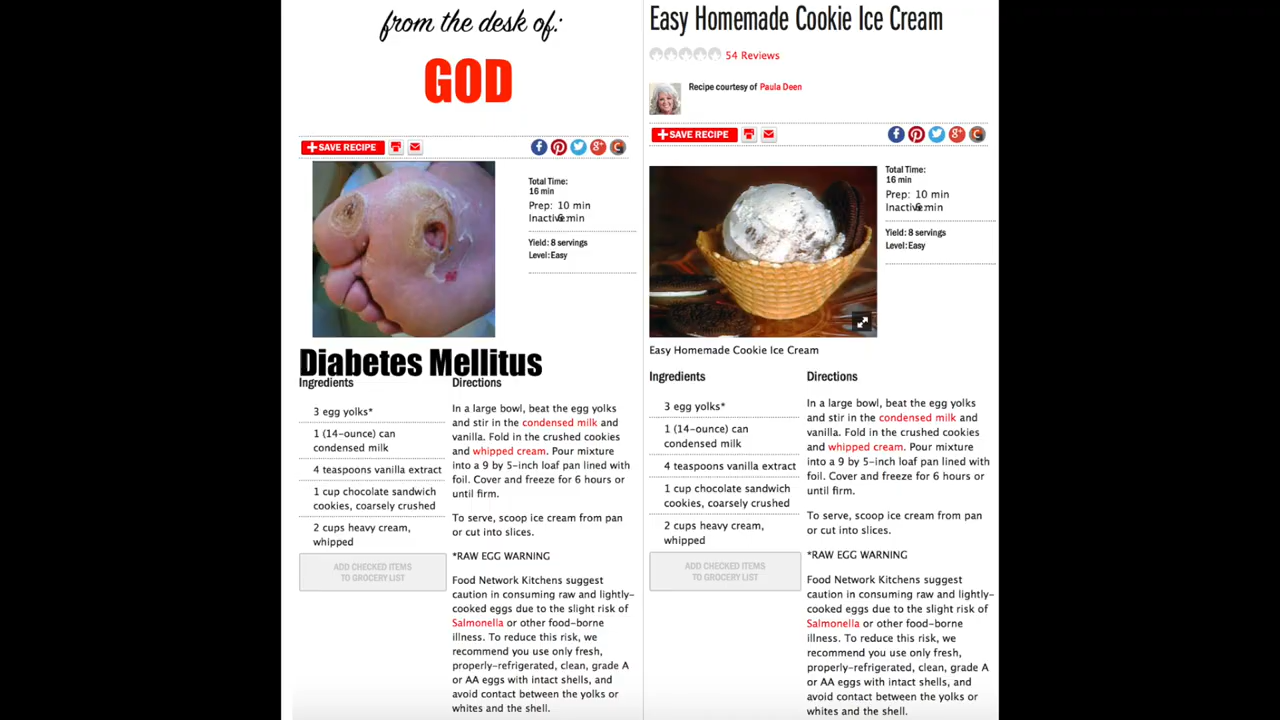 from the desk of:
GOD
SAVE RECIPE
Total Time:
16 min
Prep: 10 min
Inactive: min
Yield: 8 servings
Level: Easy
Diabetes Mellitus
Ingredients
3 egg yolks*
1 (14-ounce) can
condensed milk
4 teaspoons vanilla extract
1 cup chocolate sandwich
cookies, coarsely crushed
2 cups heavy cream,
whipped
ADD CHECKED ITEMS
TO GROCERY LIST
Directions
In a large bowl, beat the egg yolks
and stir in the condensed milk and
vanilla. Fold in the crushed cookies
and whipped cream. Pour mixture
into a 9 by 5-inch loaf pan lined with
foil. Cover and freeze for 6 hours or
until firm.
To serve, scoop ice cream from pan
or cut into slices.
*RAW EGG WARNING
Food Network Kitchens suggest
caution in consuming raw and lightly-
cooked eggs due to the slight risk of
Salmonella or other food-borne
illness. To reduce this risk, we
recommend you use only fresh,
properly-refrigerated, clean, grade A
or AA eggs with intact shells, and
avoid contact between the yolks or
whites and the shell.
Easy Homemade Cookie Ice Cream
54 Reviews
Recipe courtesy of Paula Deen
SAVE RECIPE
Total Time:
16 min
Prep: 10 min
Inactive: min
Yield: 8 servings
Level: Easy
Easy Homemade Cookie Ice Cream
Ingredients
3 egg yolks*
1 (14-ounce) can
condensed milk
4 teaspoons vanilla extract
1 cup chocolate sandwich
cookies, coarsely crushed
2 cups heavy cream,
whipped
ADD CHECKED ITEMS
TO GROCERY LIST
Directions
In a large bowl, beat the egg yolks
and stir in the condensed milk and
vanilla. Fold in the crushed cookies
and whipped cream. Pour mixture
into a 9 by 5-inch loaf pan lined with
foil. Cover and freeze for 6 hours or
until firm.
To serve, scoop ice cream from pan
or cut into slices.
*RAW EGG WARNING
Food Network Kitchens suggest
caution in consuming raw and lightly-
cooked eggs due to the slight risk of
Salmonella or other food-borne
illness. To reduce this risk, we
recommend you use only fresh,
properly-refrigerated, clean, grade A
or AA eggs with intact shells, and
avoid contact between the yolks or
whites and the shell.